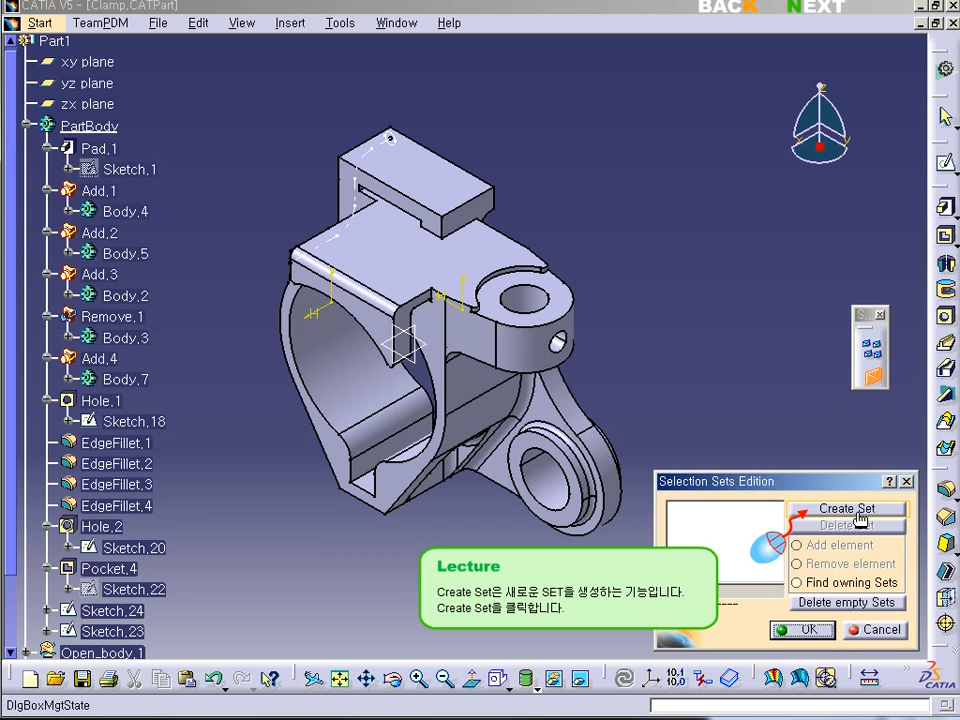 CATIA V5 - [Clamp.CATPart]
BACK NEXT
Start TeamPDM File Edit View Insert Tools Window Help
Part1
xy plane
yz plane
zx plane
PartBody
Pad.1
Sketch.1
Add.1
Body.4
Add.2
Body.5
Add.3
Body.2
Remove.1
Body.3
Add.4
Body.7
Hole.1
Sketch.18
EdgeFillet.1
EdgeFillet.2
EdgeFillet.3
EdgeFillet.4
Hole.2
Sketch.20
Pocket.4
Sketch.22
Sketch.24
Sketch.23
Open_body.1
z
H
S...
Selection Sets Edition
Create Set
Add element
Remove element
Find owning Sets
Delete empty Sets
OK Cancel
Lecture
Create Set은 새로운 SET을 생성하는 기능입니다.
Create Set을 클릭합니다.
10.1
10.0
CATIA
DlgBoxMgtState